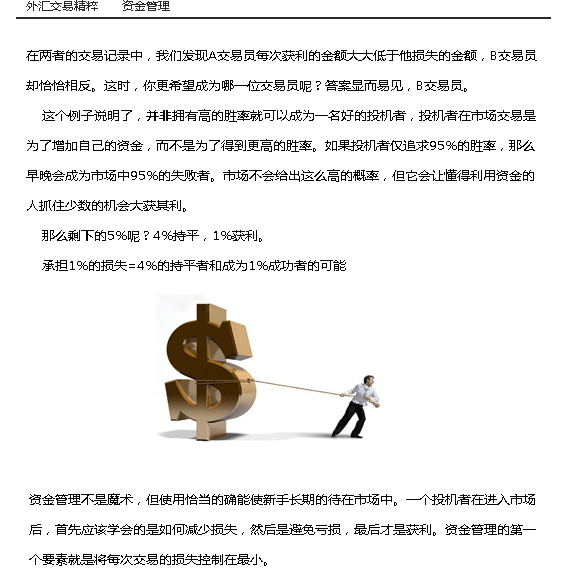 外汇交易精粹 资金管理
在两者的交易记录中，我们发现A交易员每次获利的金额大大低于他损失的金额，B交易员
却恰恰相反。这时，你更希望成为哪一位交易员呢？答案显而易见，B交易员。
这个例子说明了，并非拥有高的胜率就可以成为一名好的投机者，投机者在市场交易是
为了增加自己的资金，而不是为了得到更高的胜率。如果投机者仅追求95%的胜率，那么
早晚会成为市场中95%的失败者。市场不会给出这么高的概率，但它会让懂得利用资金的
人抓住少数的机会大获其利。
那么剩下的5%呢？4%持平，1%获利。
承担1%的损失=4%的持平者和成为1%成功者的可能
资金管理不是魔术，但使用恰当的确能使新手长期的待在市场中。一个投机者在进入市场
后，首先应该学会的是如何减少损失，然后是避免亏损，最后才是获利。资金管理的第一
个要素就是将每次交易的损失控制在最小。